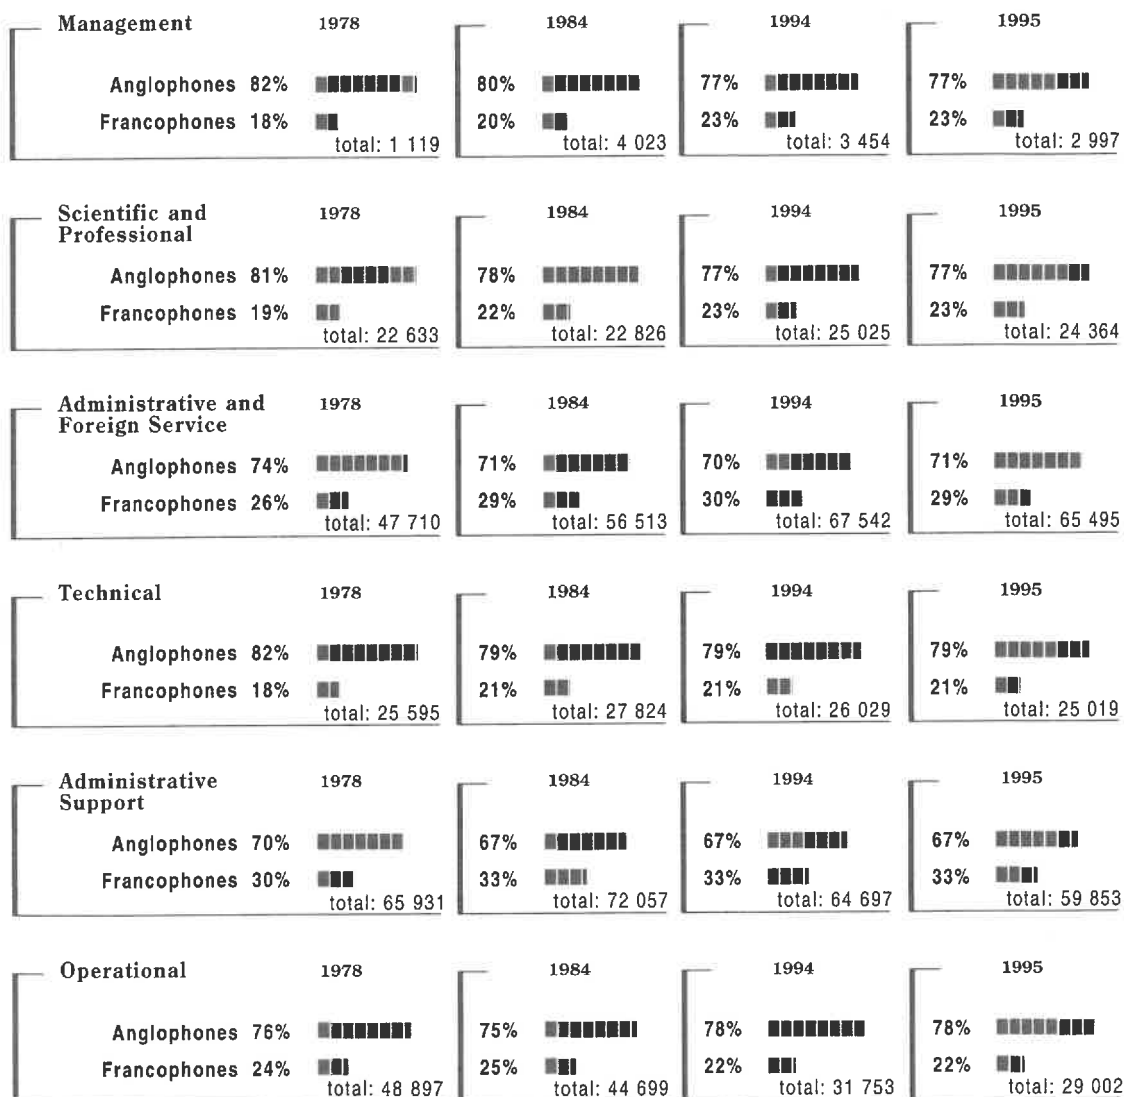 Management 1978 1984 1994 1995
Anglophones 82% 80% 77% 77%
Francophones 18% 20% 23% 23%
total: 1 119 total: 4 023 total: 3 454 total: 2 997
Scientific and 1978 1984 1994 1995
Professional
Anglophones 81% 78% 77% 77%
Francophones 19% 22% 23% 23%
total: 22 633 total: 22 826 total: 25 025 total: 24 364
Administrative and 1978 1984 1994 1995
Foreign Service
Anglophones 74% 71% 70% 71%
Francophones 26% 29% 30% 29%
total: 47 710 total: 56 513 total: 67 542 total: 65 495
Technical 1978 1984 1994 1995
Anglophones 82% 79% 79% 79%
Francophones 18% 21% 21% 21%
total: 25 595 total: 27 824 total: 26 029 total: 25 019
Administrative 1978 1984 1994 1995
Support
Anglophones 70% 67% 67% 67%
Francophones 30% 33% 33% 33%
total: 65 931 total: 72 057 total: 64 697 total: 59 853
Operational 1978 1984 1994 1995
Anglophones 76% 75% 78% 78%
Francophones 24% 25% 22% 22%
total: 48 897 total: 44 699 total: 31 753 total: 29 002